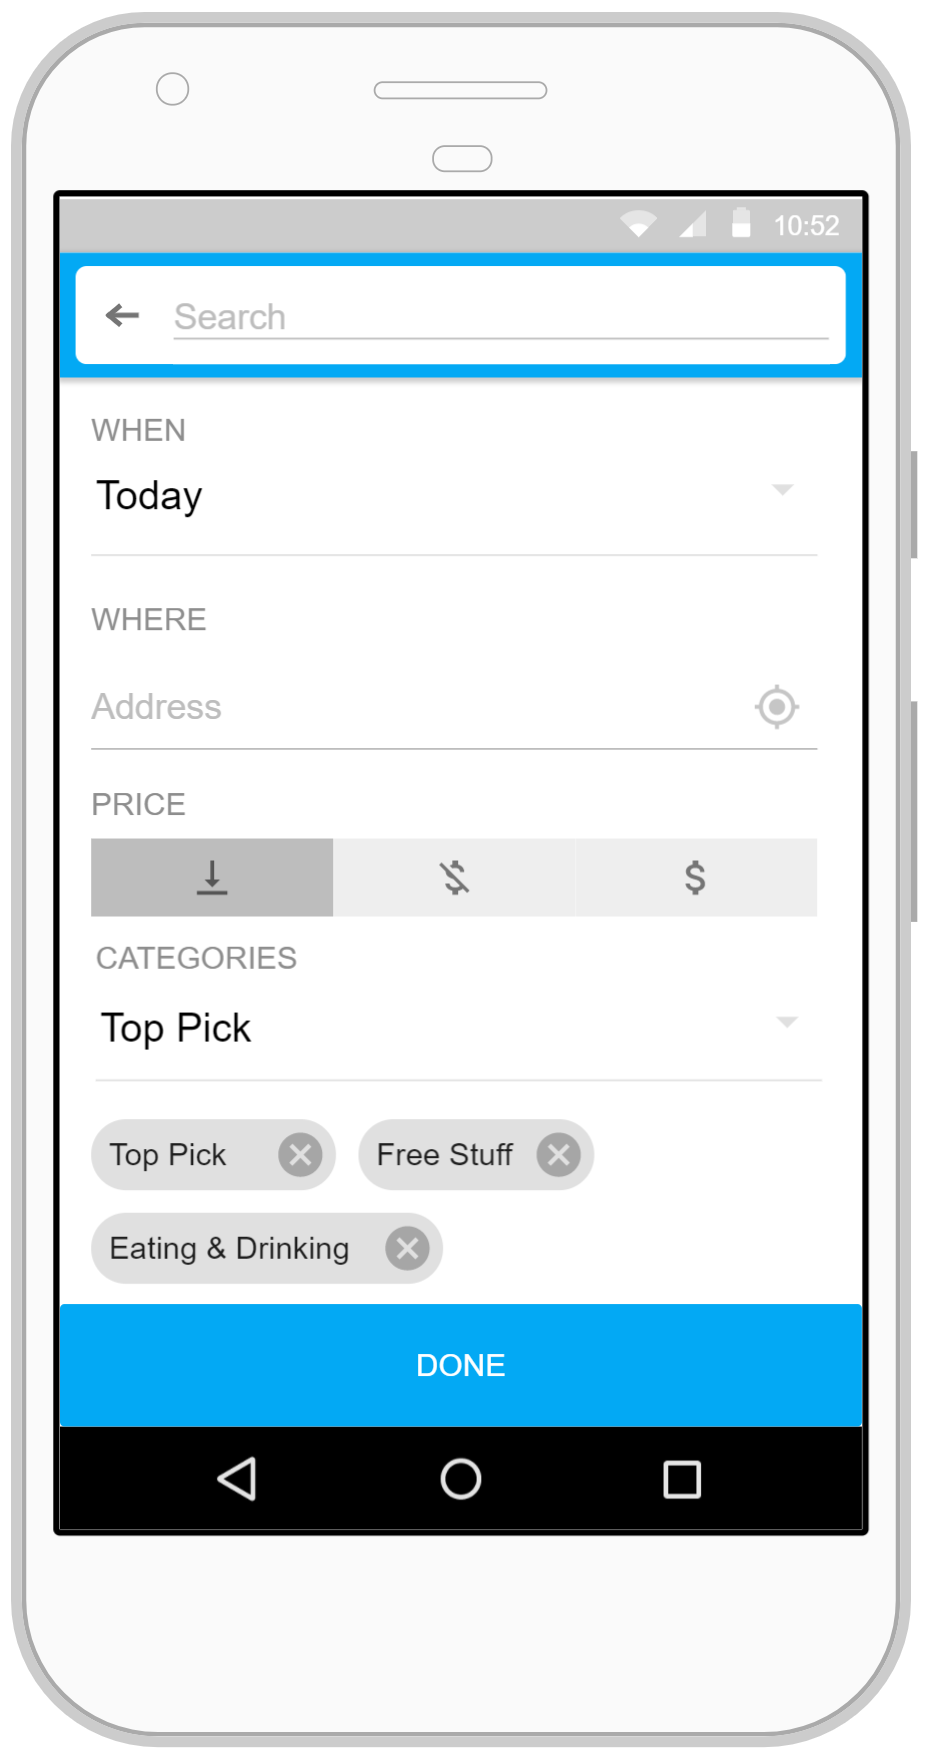 10:52
Search
WHEN
Today
WHERE
Address
PRICE
$
CATEGORIES
Top Pick
Top Pick Free Stuff
Eating & Drinking
DONE